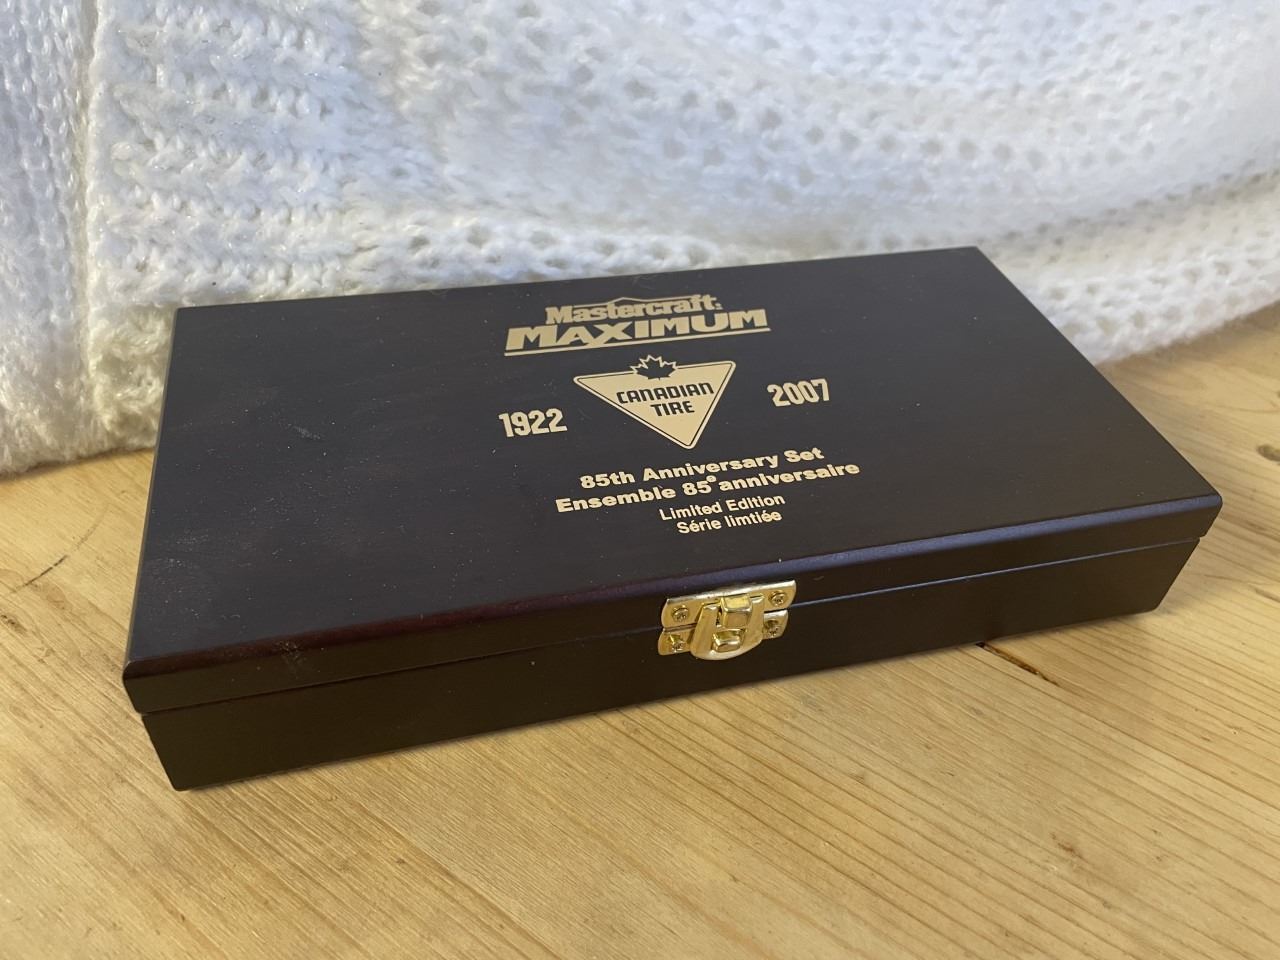 Mastercraft
MAXIMUM
CANADIAN
TIRE
1922 2007
85th Anniversary Set
Ensemble 85e anniversaire
Limited Edition
Série limtiée